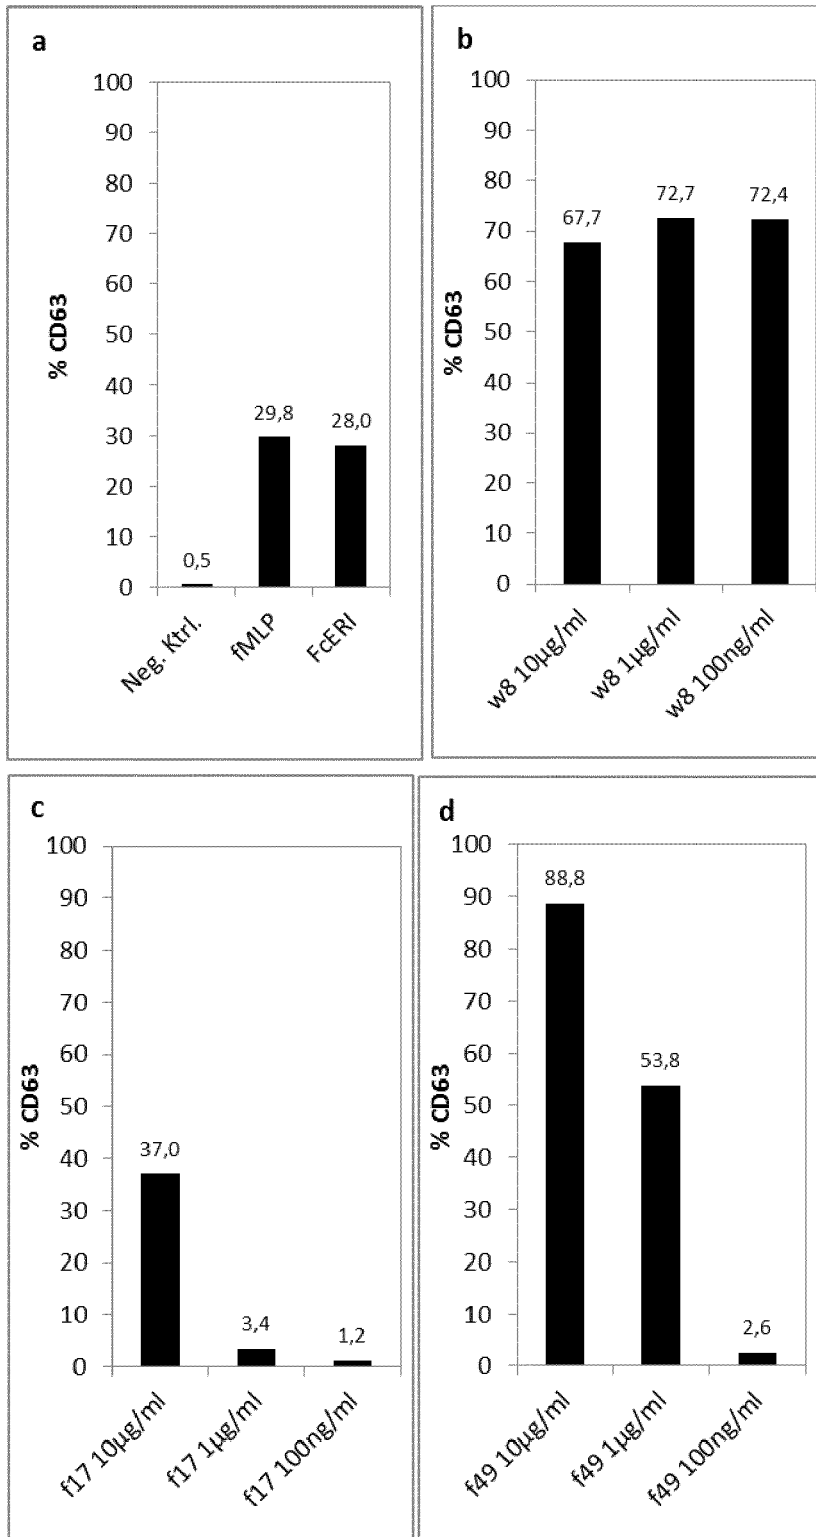 a
100
90
80
70
60
50
40
30
20
10
0
% CD63
0,5
29,8
28,0
Neg. Ktrl.
fMLP
FcERI
b
100
90
80
70
60
50
40
30
20
10
0
% CD63
67,7
72,7
72,4
w8 10µg/ml
w8 1µg/ml
w8 100ng/ml
c
100
90
80
70
60
50
40
30
20
10
0
% CD63
37,0
3,4
1,2
f17 10µg/ml
f17 1µg/ml
f17 100ng/ml
d
100
90
80
70
60
50
40
30
20
10
0
% CD63
88,8
53,8
2,6
f49 10µg/ml
f49 1µg/ml
f49 100ng/ml